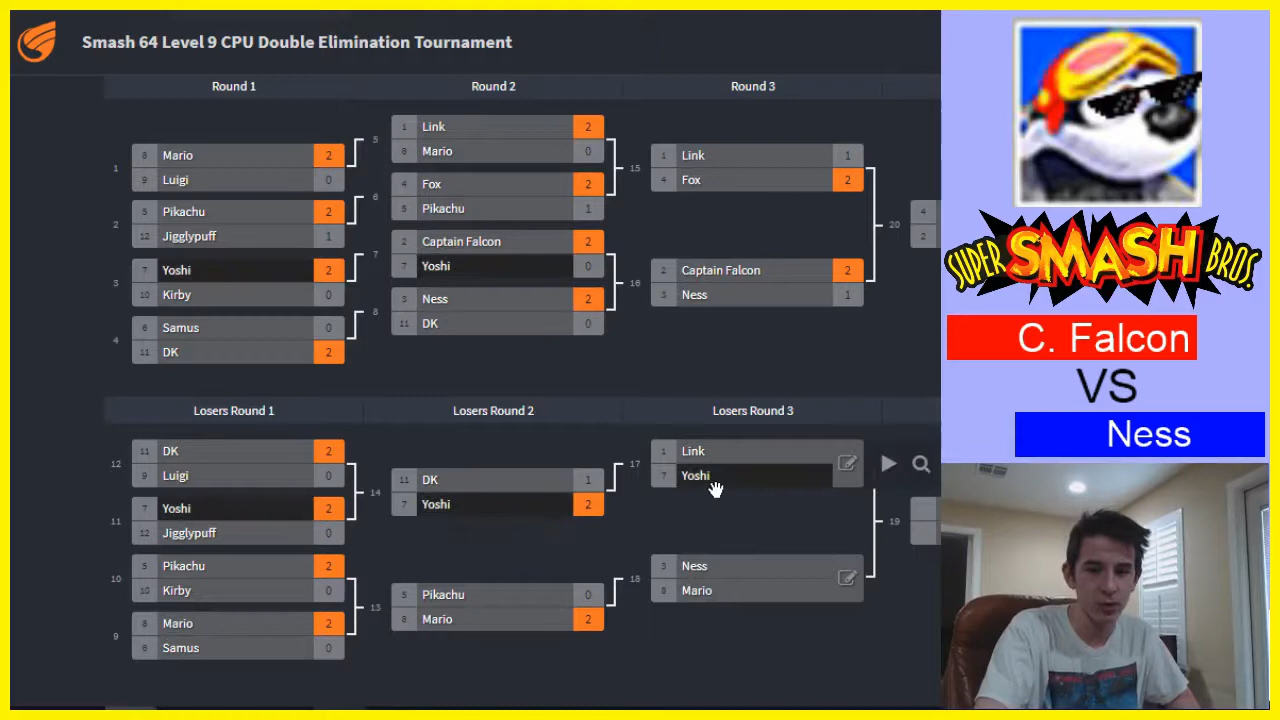 Smash 64 Level 9 CPU Double Elimination Tournament
Round 1
Round 2
Round 3
1
8 Mario 2
9 Luigi 0
2
5 Pikachu 2
12 Jigglypuff 1
3
7 Yoshi 2
10 Kirby 0
4
6 Samus 0
11 DK 2
5
1 Link 2
8 Mario 0
6
4 Fox 2
5 Pikachu 1
7
2 Captain Falcon 2
7 Yoshi 0
8
3 Ness 2
11 DK 0
15
1 Link 1
4 Fox 2
16
2 Captain Falcon 2
3 Ness 1
20
4
2
Losers Round 1
Losers Round 2
Losers Round 3
12
11 DK 2
9 Luigi 0
11
7 Yoshi 2
12 Jigglypuff 0
10
5 Pikachu 2
10 Kirby 0
9
8 Mario 2
6 Samus 0
14
11 DK 1
7 Yoshi 2
13
5 Pikachu 0
8 Mario 2
17
1 Link
7 Yoshi
18
3 Ness
8 Mario
19
SUPER SMASH BROS.
C. Falcon
VS
Ness